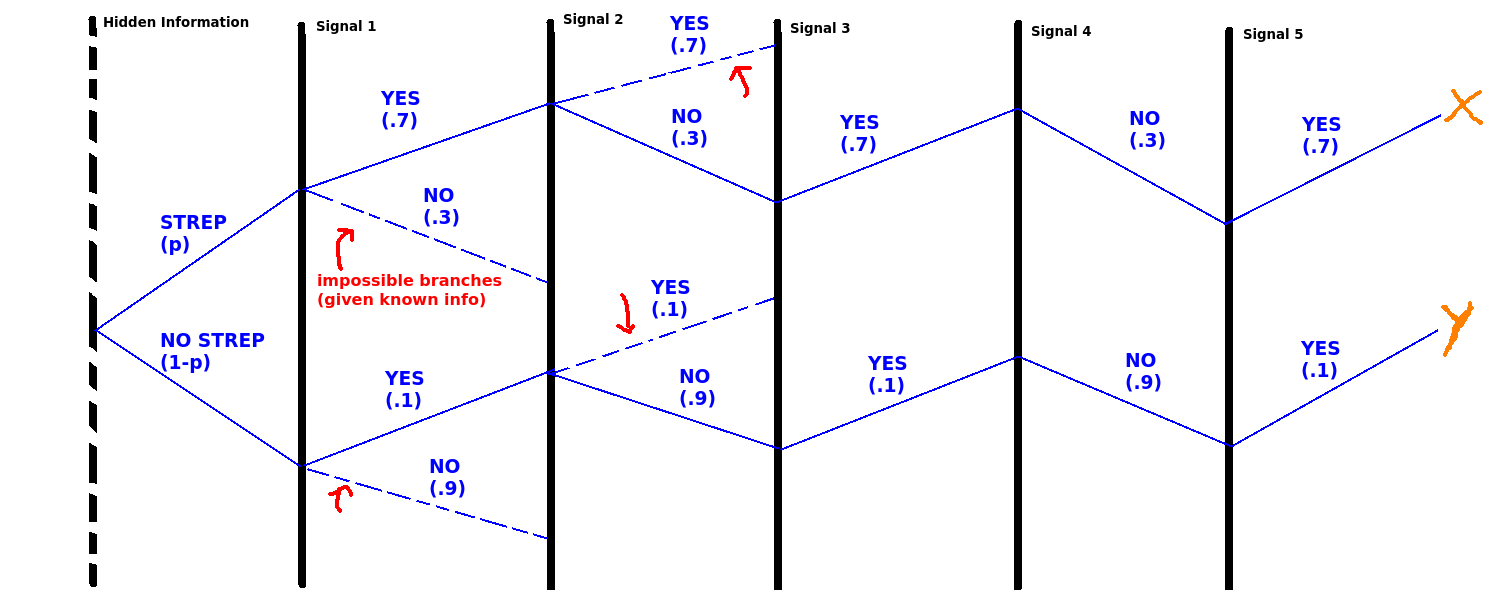 Hidden Information
Signal 1
Signal 2
Signal 3
Signal 4
Signal 5
STREP
(p)
NO STREP
(1-p)
YES
(.7)
NO
(.3)
impossible branches
(given known info)
YES
(.1)
NO
(.9)
YES
(.7)
NO
(.3)
YES
(.1)
NO
(.9)
YES
(.7)
YES
(.1)
NO
(.3)
NO
(.9)
YES
(.7)
YES
(.1)
X
Y